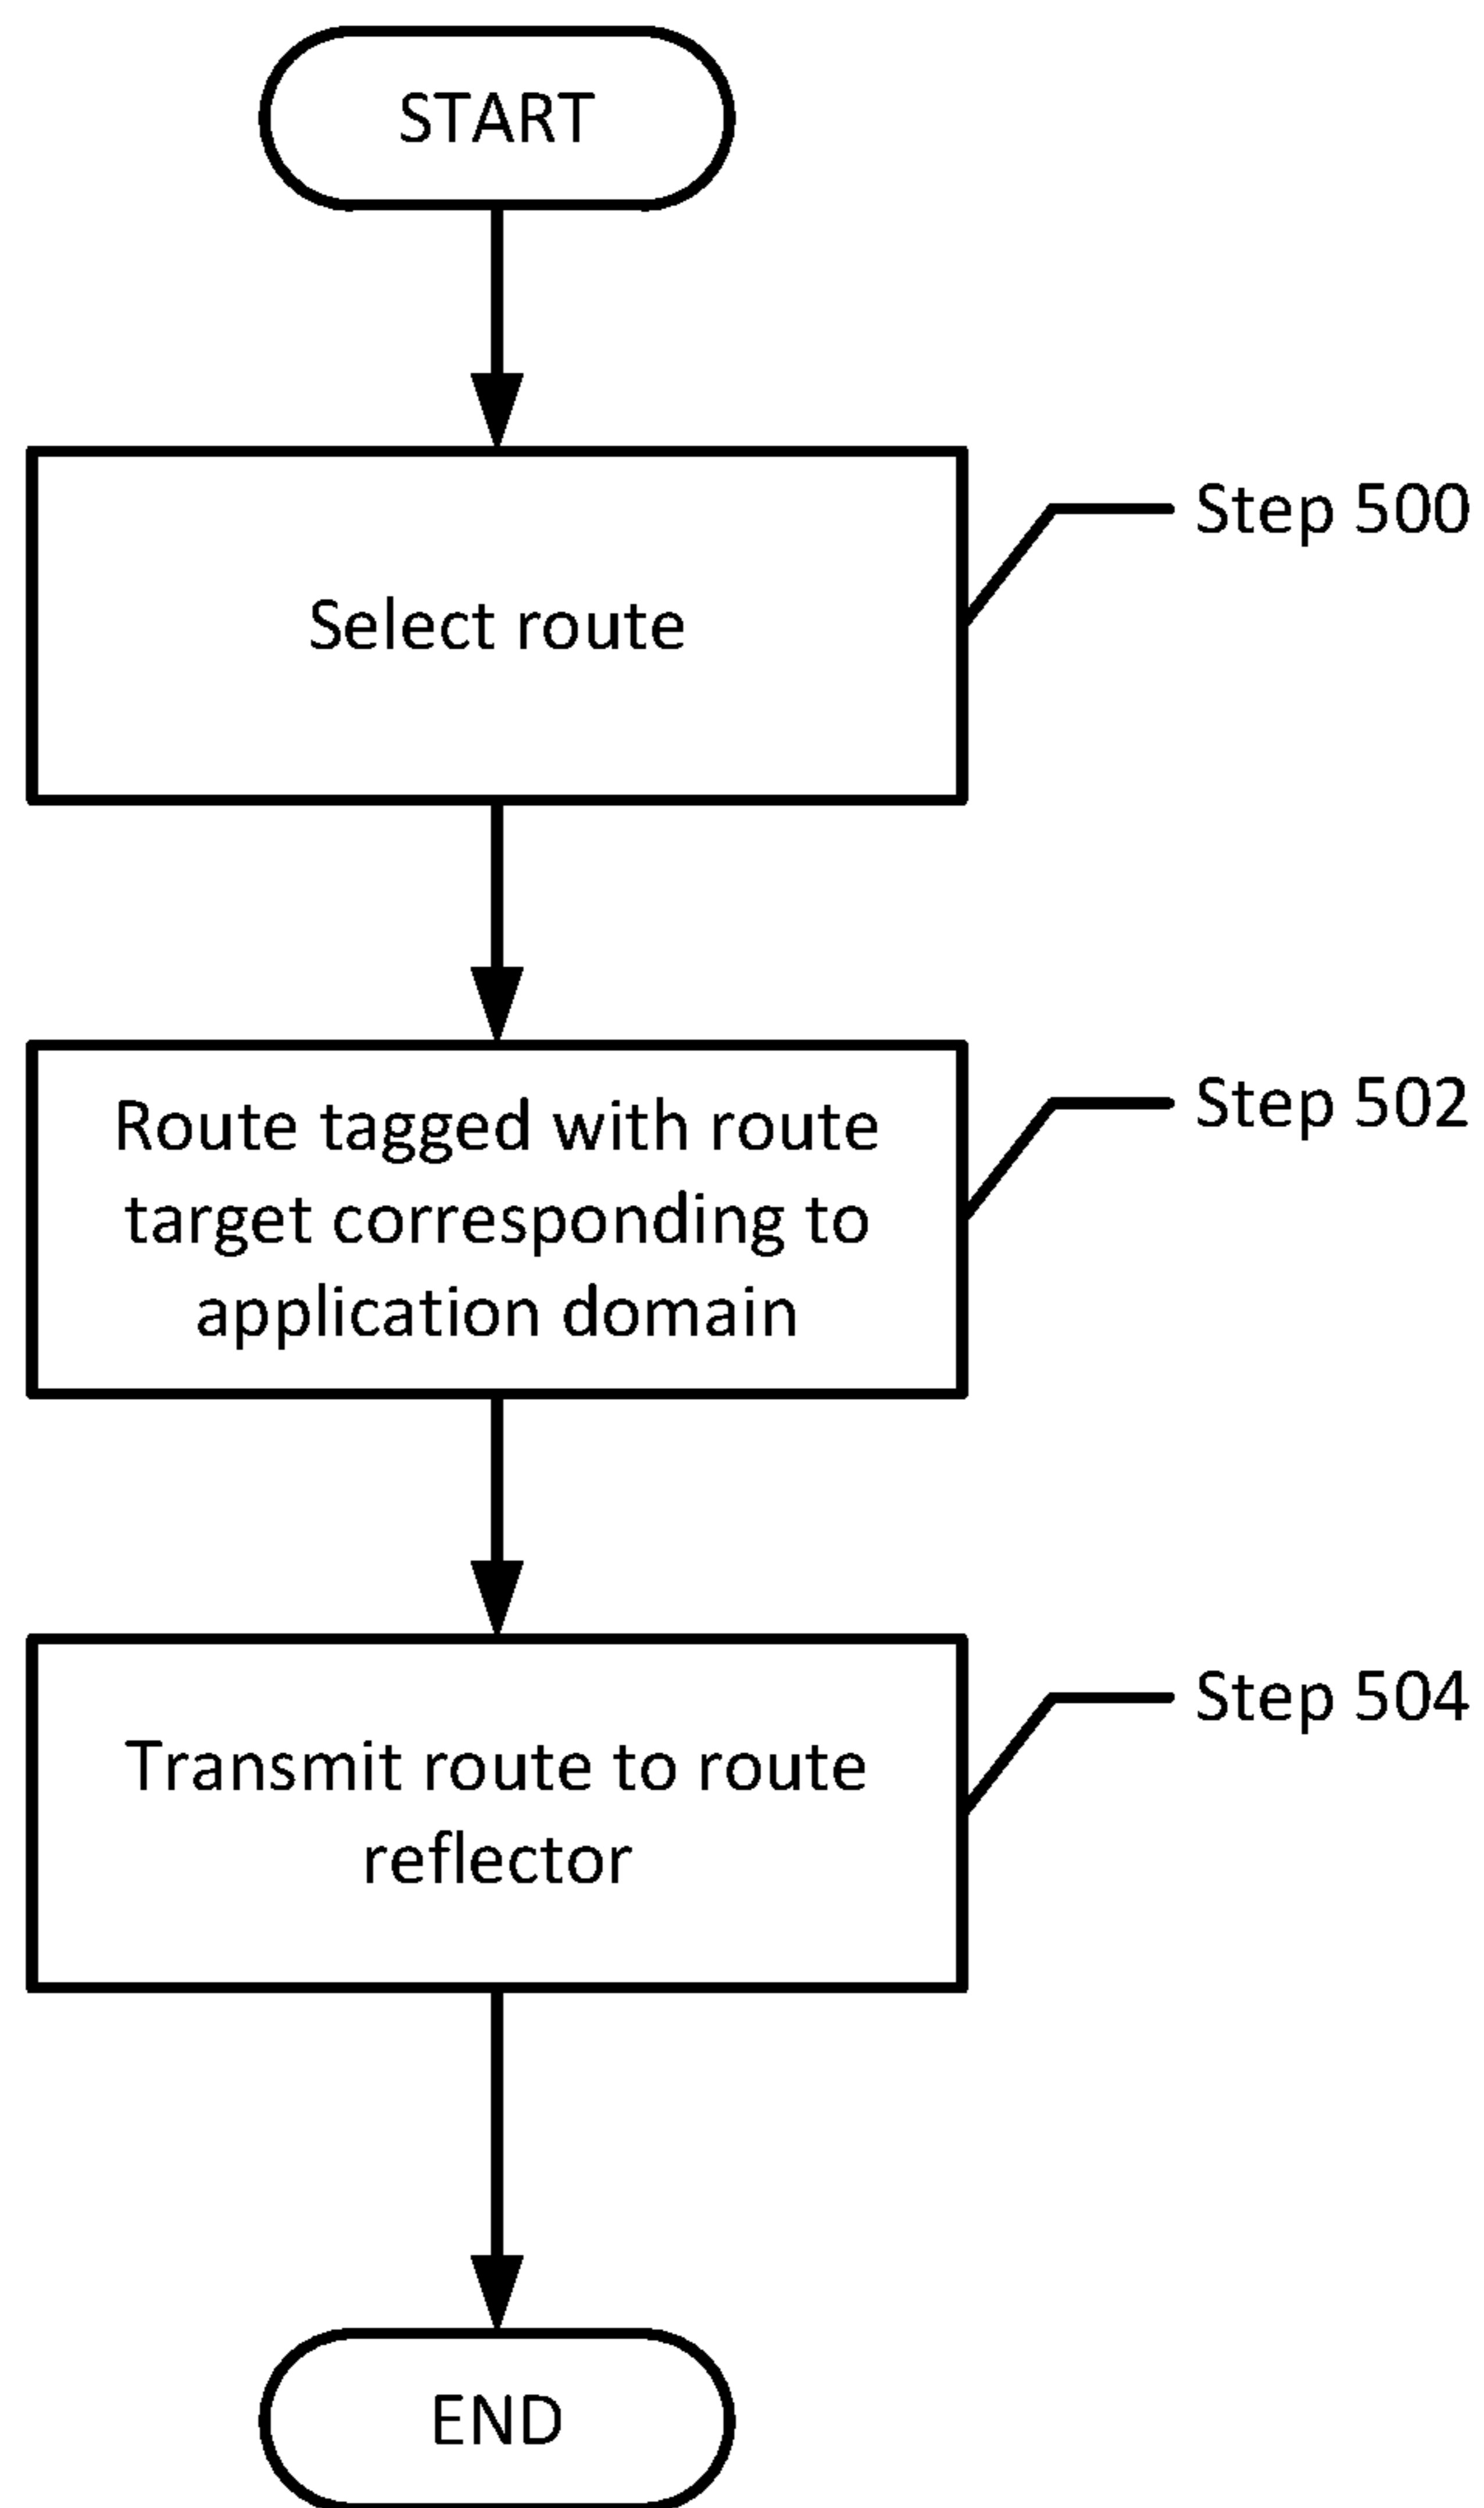 START
Select route
Step 500
Route tagged with route
target corresponding to
application domain
Step 502
Transmit route to route
reflector
Step 504
END